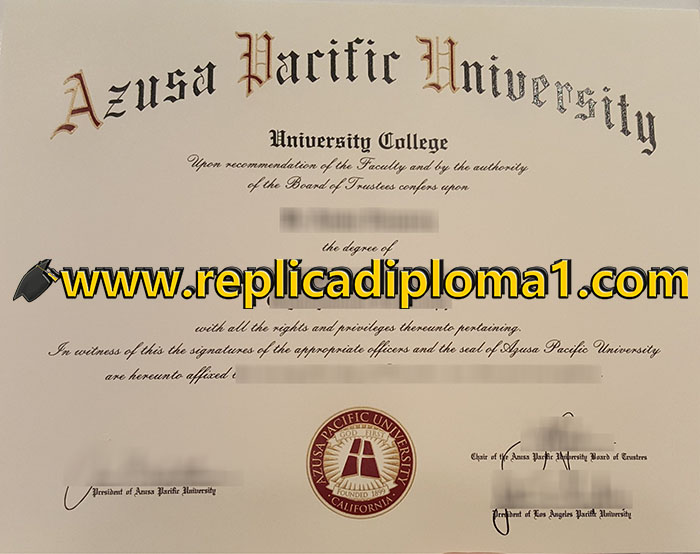 Azusa Pacific University
University College
Upon recommendation of the Faculty and by the authority
of the Board of Trustees confers upon
the degree of
www.replicadiploma1.com
with all the rights and privileges thereunto pertaining.
In witness of this the signatures of the appropriate officers and the seal of Azusa Pacific University
are hereunto affixed
AZUSA PACIFIC UNIVERSITY
GOD FIRST
FOUNDED 1899
CALIFORNIA
Chair of the Azusa Pacific University Board of Trustees
President of Azusa Pacific University
President of Los Angeles Pacific University